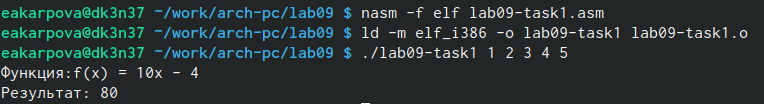 eakarpova@dk3n37 ~/work/arch-pc/lab09 $ nasm -f elf lab09-task1.asm
eakarpova@dk3n37 ~/work/arch-pc/lab09 $ ld -m elf_i386 -o lab09-task1 lab09-task1.o
eakarpova@dk3n37 ~/work/arch-pc/lab09 $ ./lab09-task1 1 2 3 4 5
Функция:f(x) = 10x - 4
Результат: 80